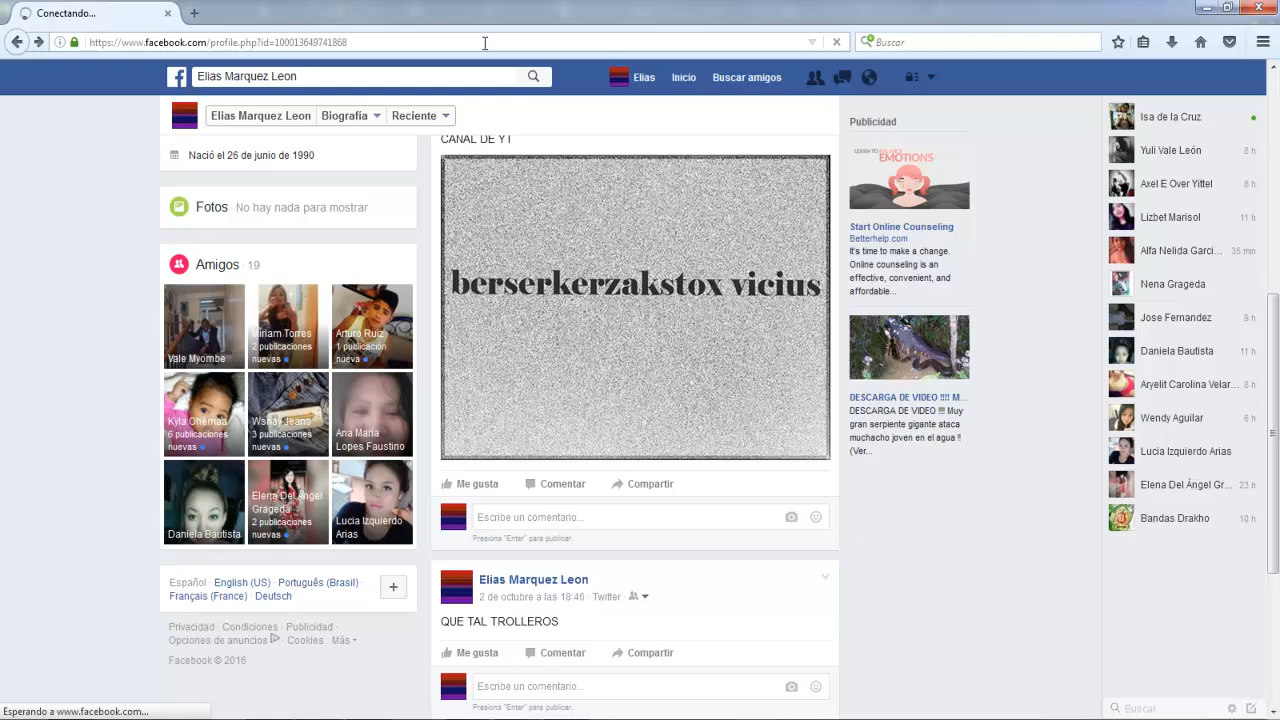 Conectando...
https://www.facebook.com/profile.php?id=100013649741868
Buscar
Elias Marquez Leon
Elias
Inicio
Buscar amigos
Elias Marquez Leon
Biografía
Reciente
CANAL DE YT
Nació el 26 de junio de 1990
Fotos No hay nada para mostrar
Amigos 19
Yale Myombe
Miriam Torres
2 publicaciones
nuevas
Arturo Ruiz
1 publicación
nueva
Kyla Ohemaa
6 publicaciones
nuevas
Jeans
3 publicaciones
nuevas
Ana Maria
Lopes Faustino
Daniela Bautista
Elena Del Ángel
Grageda
2 publicaciones
nuevas
Lucia Izquierdo
Arias
Español · English (US) · Português (Brasil) ·
Français (France) · Deutsch
+
Privacidad · Condiciones · Publicidad ·
Opciones de anuncios · Cookies · Más
Facebook © 2016
berserkerzakstox vicius
Me gusta
Comentar
Compartir
Escribe un comentario...
Presiona "Enter" para publicar.
Elias Marquez Leon
2 de octubre a las 18:46 · Twitter ·
QUE TAL TROLLEROS
Me gusta
Comentar
Compartir
Escribe un comentario...
Presiona "Enter" para publicar.
Publicidad
LEARN TO BALANCE
EMOTIONS
Start Online Counseling
Betterhelp.com
It's time to make a change.
Online counseling is an
effective, convenient, and
affordable...
DESCARGA DE VIDEO !!!! M...
DESCARGA DE VIDEO !!!! Muy
gran serpiente gigante ataca
muchacho joven en el agua !!
(Ver...
Isa de la Cruz
Yuli Vale León 8 h
Axel E Over Yittel 6 h
Lizbet Marisol 11 h
Alfa Nelida Garci... 35 min
Nena Grageda
Jose Fernandez 9 h
Daniela Bautista 11 h
Aryelit Carolina Velar... 8 h
Wendy Aguilar 6 h
Lucia Izquierdo Arias
Elena Del Ángel Gr... 23 h
Bandas Drakho 10 h
Buscar
Esperando a www.facebook.com...